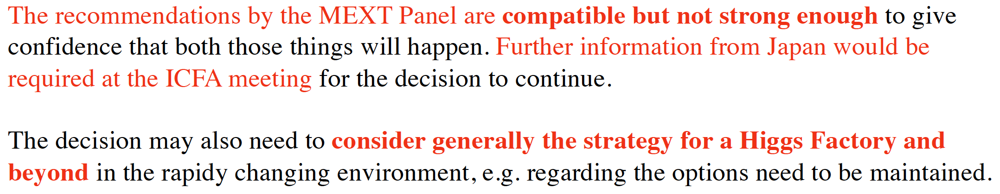 The recommendations by the MEXT Panel are compatible but not strong enough to give
confidence that both those things will happen. Further information from Japan would be
required at the ICFA meeting for the decision to continue.
The decision may also need to consider generally the strategy for a Higgs Factory and
beyond in the rapidy changing environment, e.g. regarding the options need to be maintained.